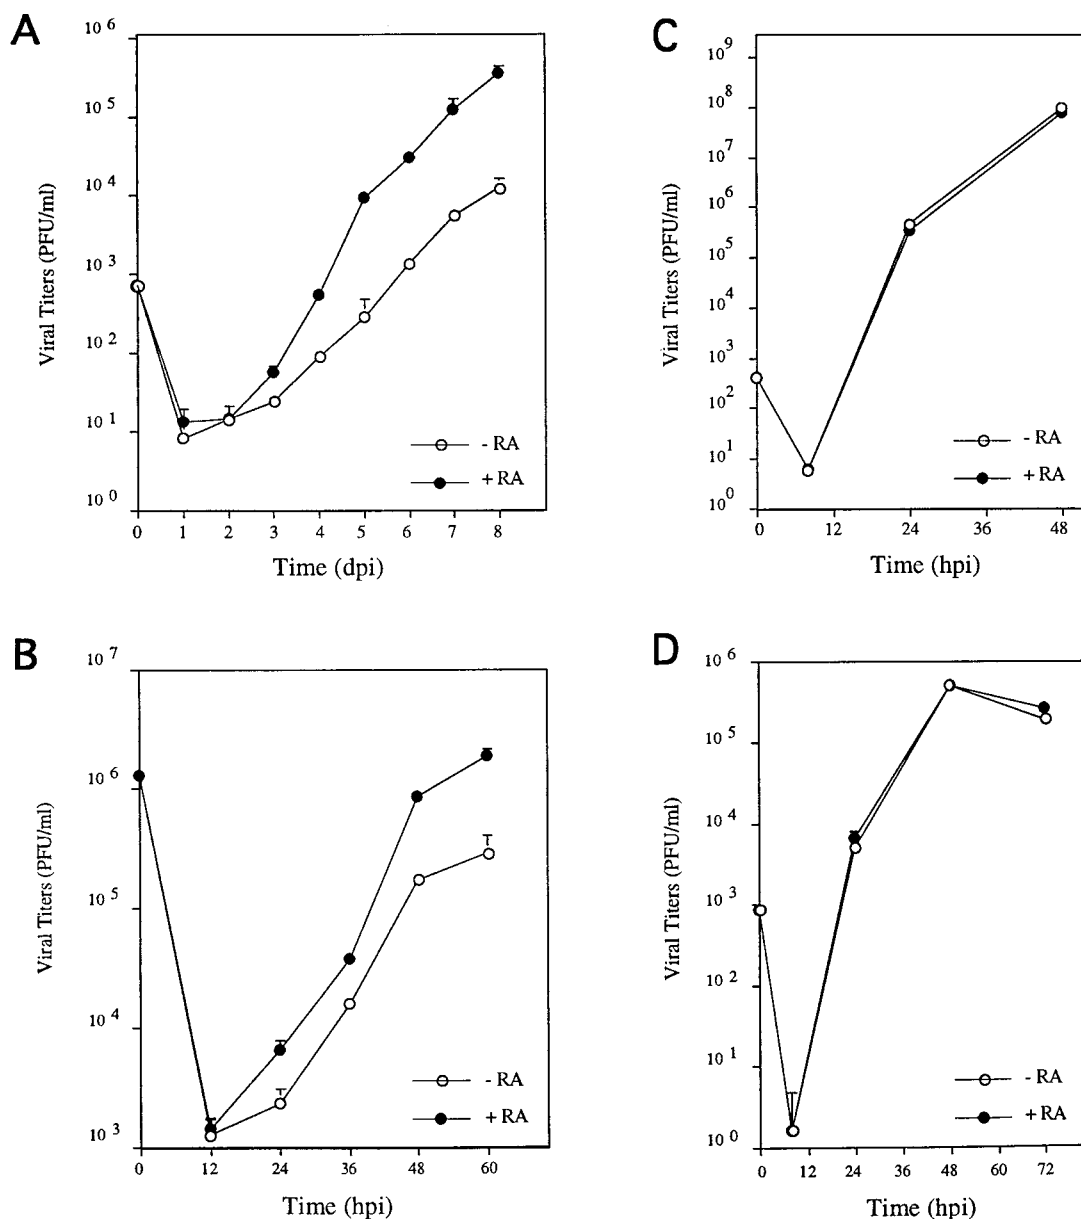 A
Viral Titers (PFU/ml)
10^6
10^5
10^4
10^3
10^2
10^1
10^0
- RA
+ RA
0 1 2 3 4 5 6 7 8
Time (dpi)
C
Viral Titers (PFU/ml)
10^9
10^8
10^7
10^6
10^5
10^4
10^3
10^2
10^1
10^0
- RA
+ RA
0 12 24 36 48
Time (hpi)
B
Viral Titers (PFU/ml)
10^7
10^6
10^5
10^4
10^3
- RA
+ RA
0 12 24 36 48 60
Time (hpi)
D
Viral Titers (PFU/ml)
10^6
10^5
10^4
10^3
10^2
10^1
10^0
- RA
+ RA
0 12 24 36 48 60 72
Time (hpi)